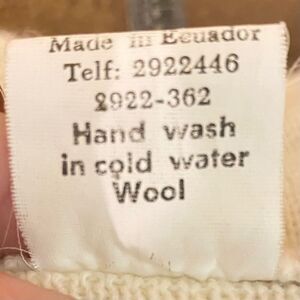 Made in Ecuador
Telf: 2922446
2922-362
Hand wash
in cold water
Wool